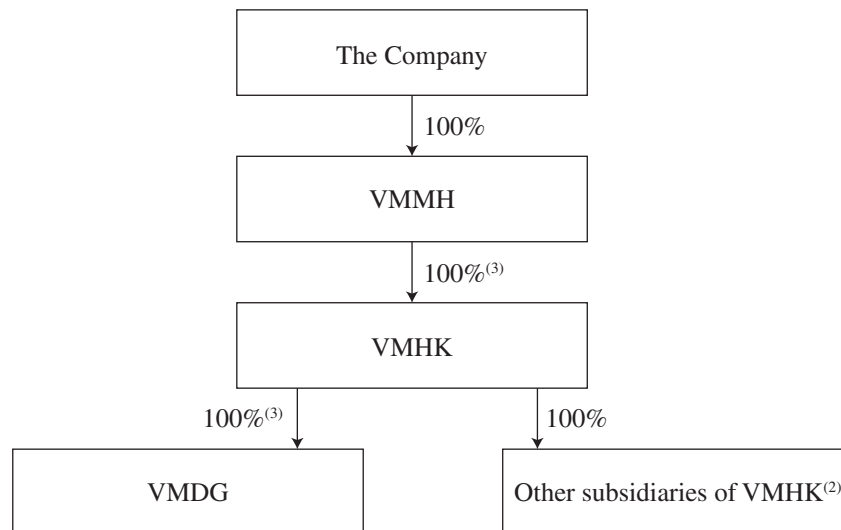 The Company
100%
VMMH
100%(3)
VMHK
100%(3)
100%
VMDG
Other subsidiaries of VMHK(2)